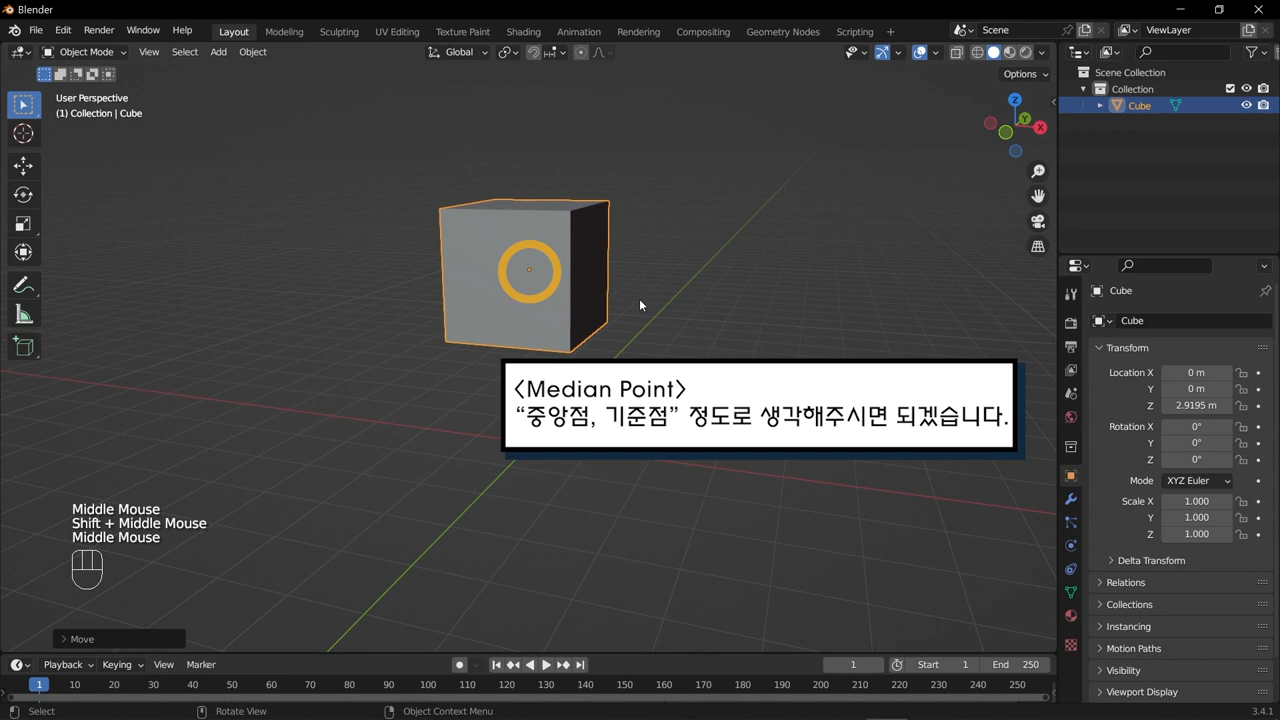 Blender
File Edit Render Window Help
Layout Modeling Sculpting UV Editing Texture Paint Shading Animation Rendering Compositing Geometry Nodes Scripting +
Scene
ViewLayer
Object Mode View Select Add Object
Global
Options
User Perspective
(1) Collection | Cube
Z
Y
X
<Median Point>
“중앙점, 기준점” 정도로 생각해주시면 되겠습니다.
Middle Mouse
Shift + Middle Mouse
Middle Mouse
Move
Scene Collection
Collection
Cube
Cube
Cube
Transform
Location X 0 m
Y 0 m
Z 2.9195 m
Rotation X 0°
Y 0°
Z 0°
Mode XYZ Euler
Scale X 1.000
Y 1.000
Z 1.000
Delta Transform
Relations
Collections
Instancing
Motion Paths
Visibility
Viewport Display
Playback Keying View Marker
1
Start 1
End 250
1 10 20 30 40 50 60 70 80 90 100 110 120 130 140 150 160 170 180 190 200 210 220 230 240 250
Select
Rotate View
Object Context Menu
3.4.1